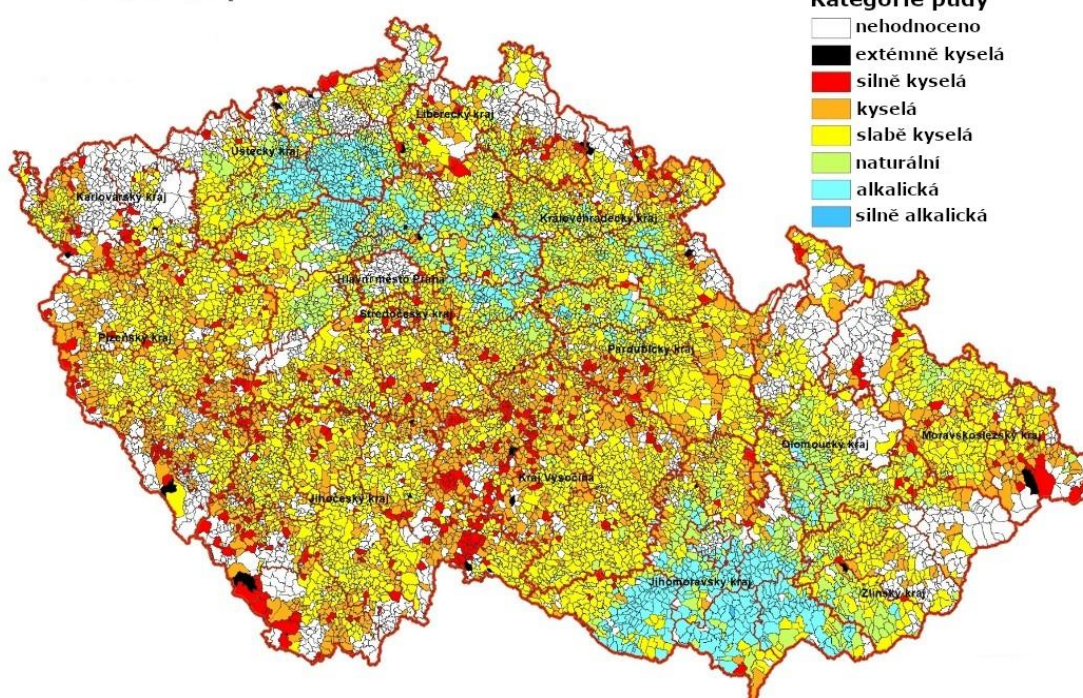 Kategorie půdy
nehodnoceno
extémně kyselá
silně kyselá
kyselá
slabě kyselá
naturální
alkalická
silně alkalická
Liberecký kraj
Ústecký kraj
Karlovarský kraj
Královéhradecký kraj
Hlavní město Praha
Středočeský kraj
Plzeňský kraj
Pardubický kraj
Olomoucký kraj
Moravskoslezský kraj
Kraj Vysočina
Jihočeský kraj
Jihomoravský kraj
Zlínský kraj